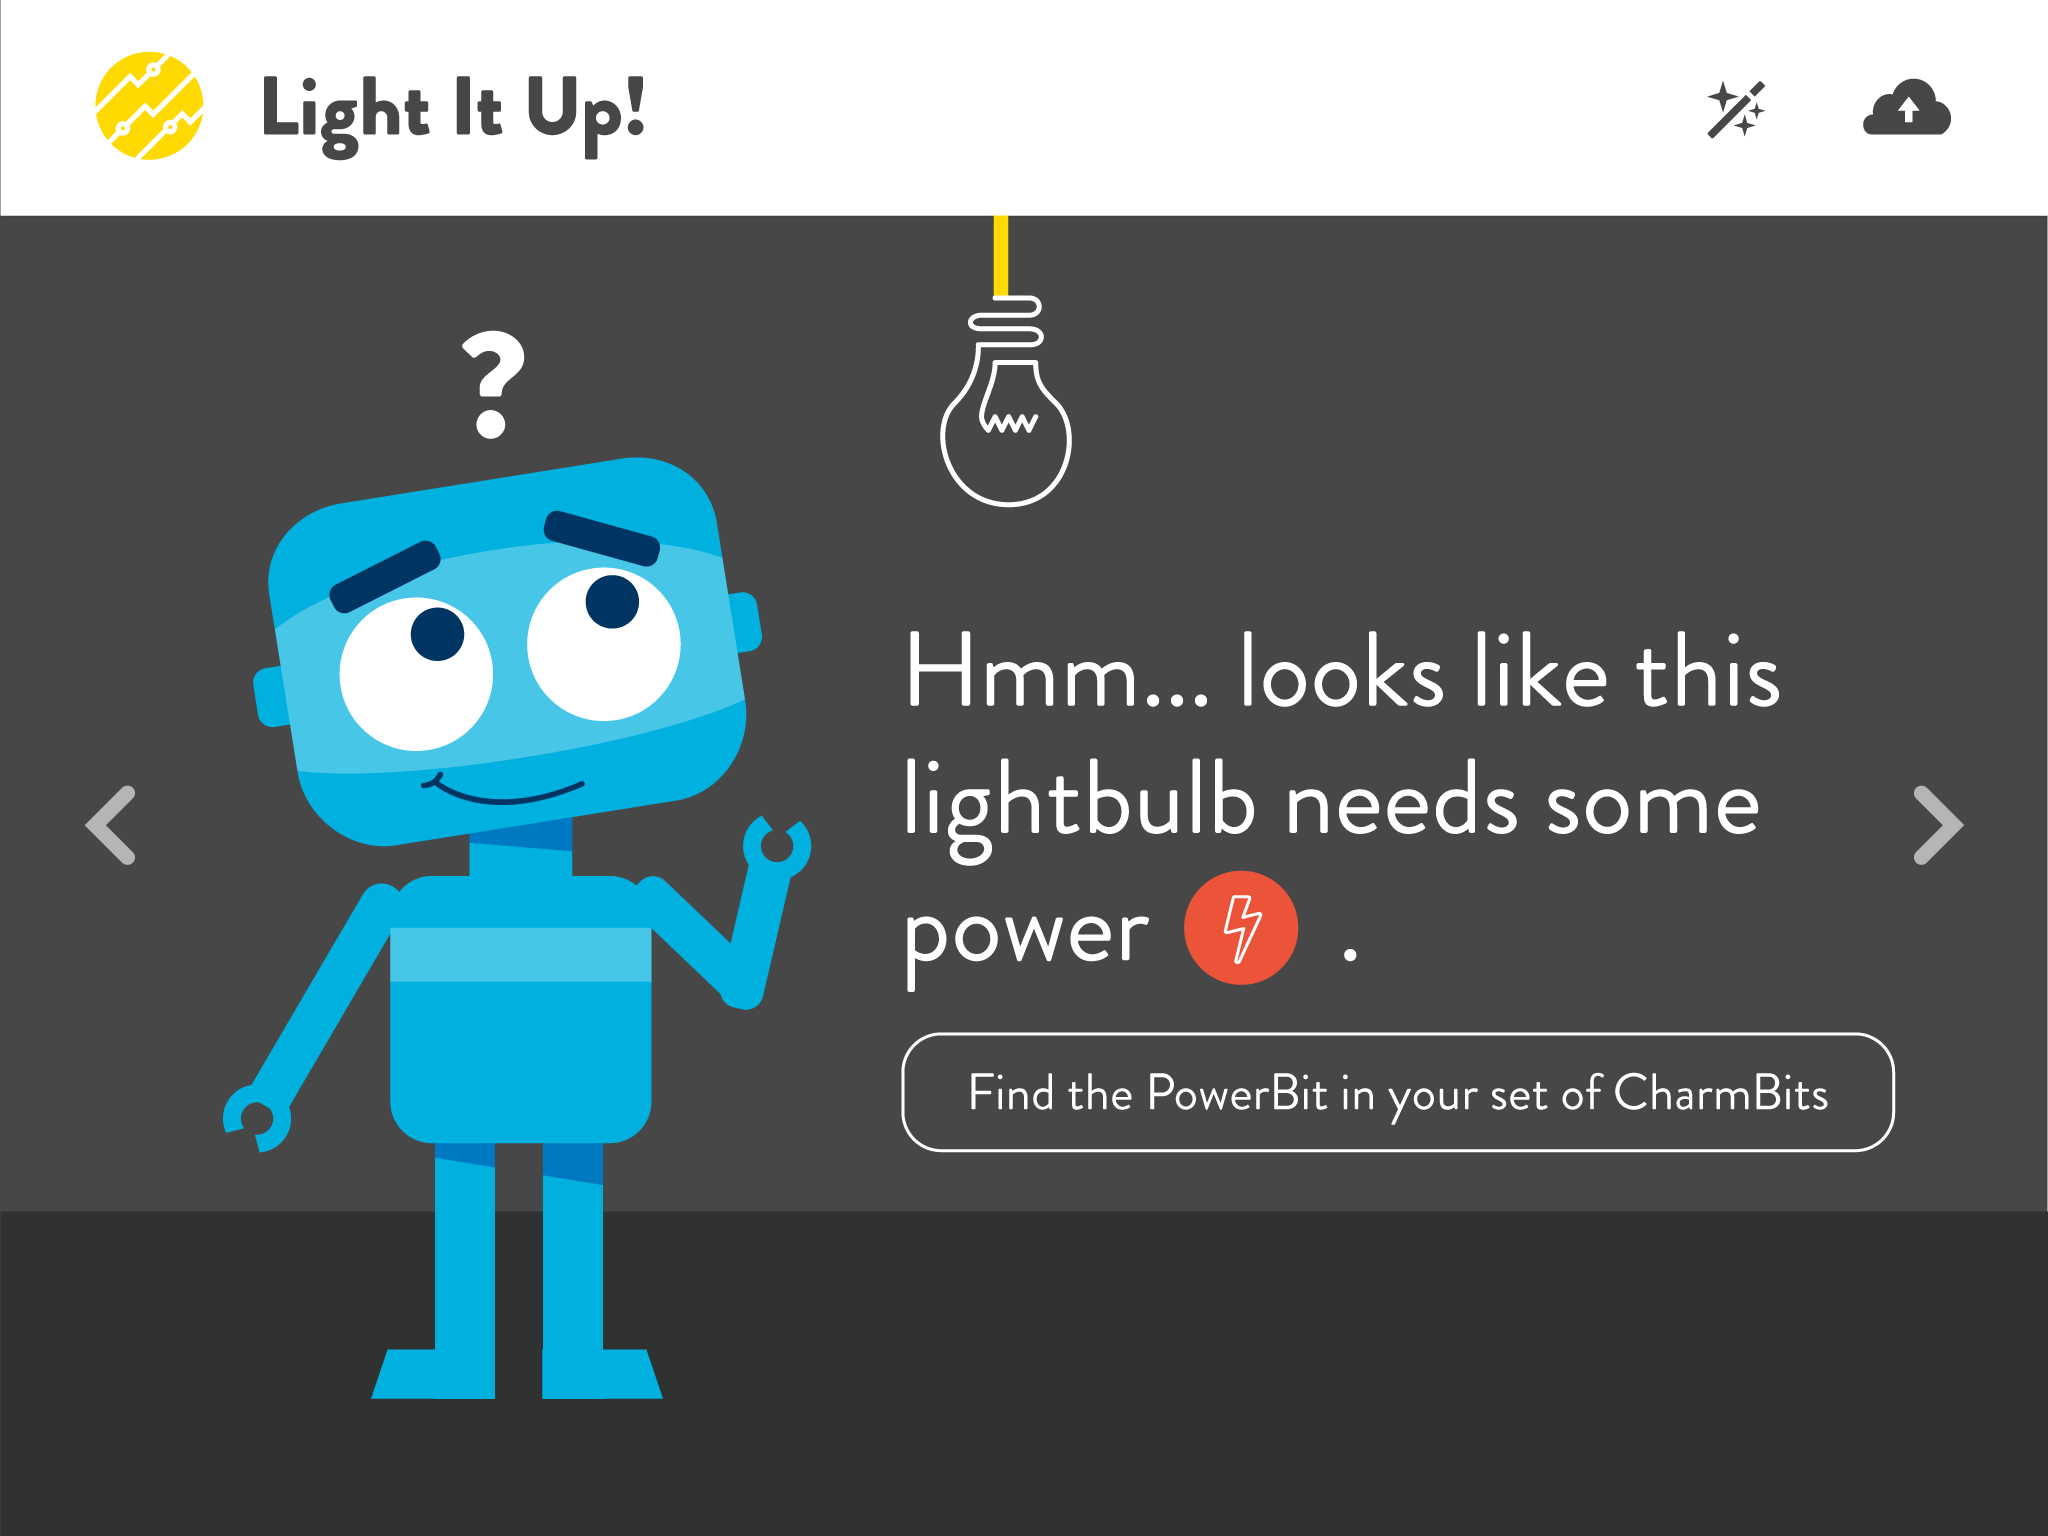 Light It Up!
?
Hmm... looks like this
lightbulb needs some
power .
Find the PowerBit in your set of CharmBits